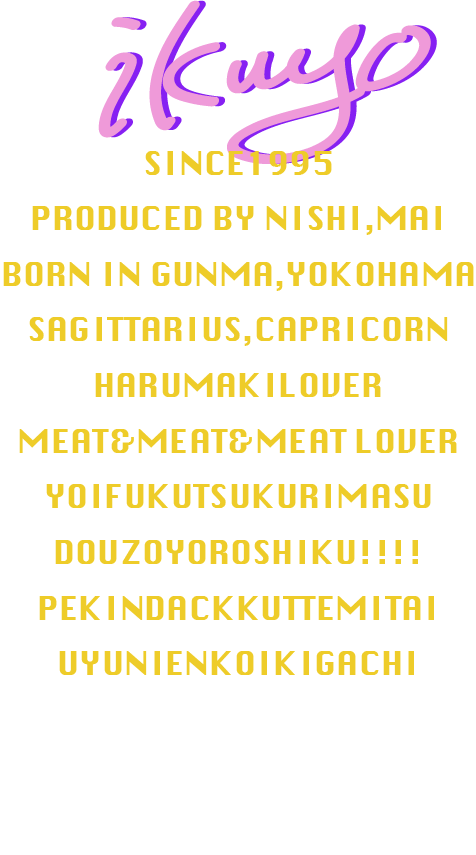 ikuyo
SINCE1995
PRODUCED BY NISHI,MAI
BORN IN GUNMA,YOKOHAMA
SAGITTARIUS,CAPRICORN
HARUMAKILOVER
MEAT&MEAT&MEAT LOVER
YOIFUKUTSUKURIMASU
DOUZOYOROSHIKU!!!!
PEKINDACKKUTTEMITAI
UYUNIENKOIKIGACHI